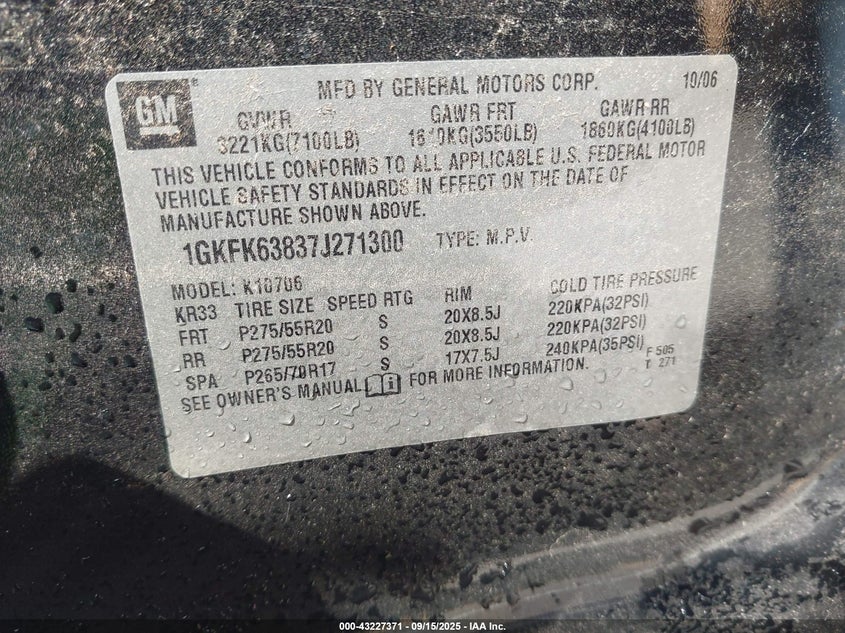 GM ®
MFD BY GENERAL MOTORS CORP. 10/06
GVWR GAWR FRT GAWR RR
3221KG(7100LB) 1610KG(3550LB) 1860KG(4100LB)
THIS VEHICLE CONFORMS TO ALL APPLICABLE U.S. FEDERAL MOTOR
VEHICLE SAFETY STANDARDS IN EFFECT ON THE DATE OF
MANUFACTURE SHOWN ABOVE.
1GKFK63837J271300 TYPE: M.P.V.
MODEL: K10706
KR33 TIRE SIZE SPEED RTG RIM COLD TIRE PRESSURE
FRT P275/55R20 S 20X8.5J 220KPA(32PSI)
RR P275/55R20 S 20X8.5J 220KPA(32PSI)
SPA P265/70R17 S 17X7.5J 240KPA(35PSI)
F 505
T 271
SEE OWNER'S MANUAL FOR MORE INFORMATION.
000-43227371 - 09/15/2025 - IAA Inc.